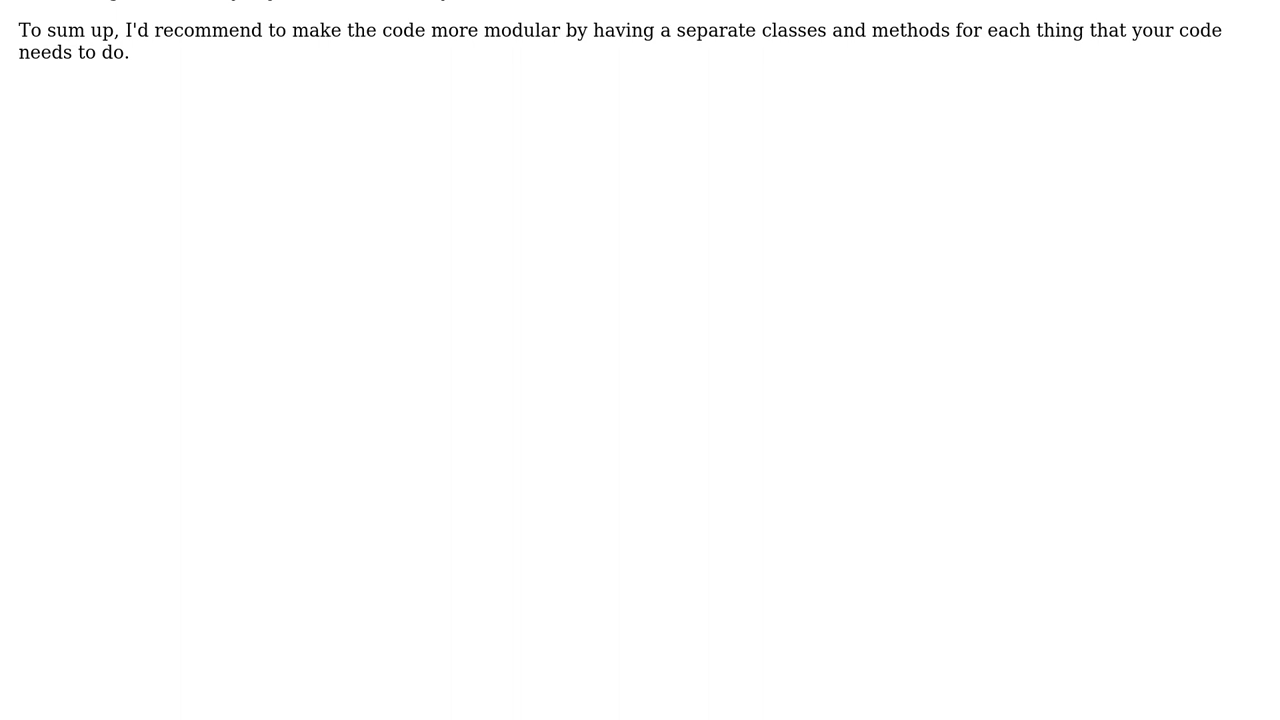 To sum up, I'd recommend to make the code more modular by having a separate classes and methods for each thing that your code
needs to do.